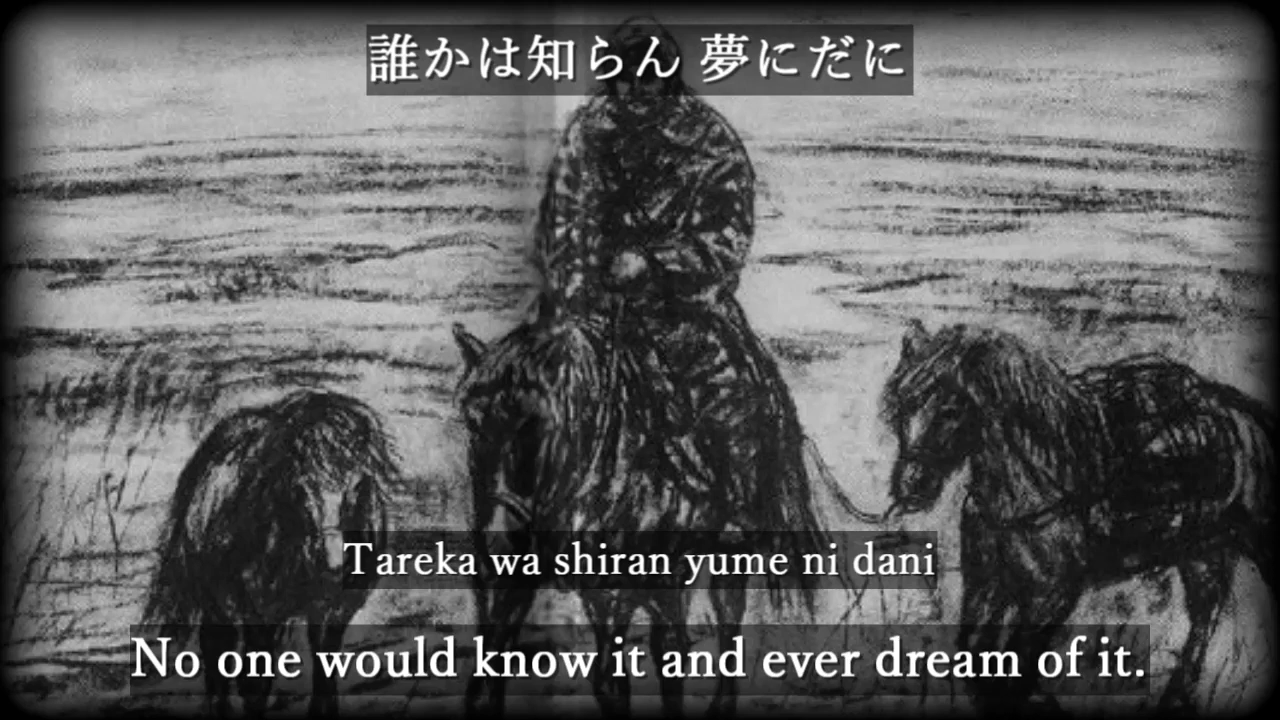 誰かは知らん 夢にだに
Tareka wa shiran yume ni dani
No one would know it and ever dream of it.